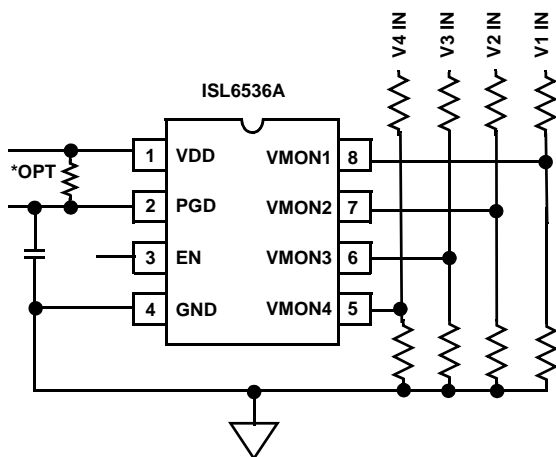 V4 IN
V3 IN
V2 IN
V1 IN
ISL6536A
*OPT
1 VDD VMON1 8
2 PGD VMON2 7
3 EN VMON3 6
4 GND VMON4 5